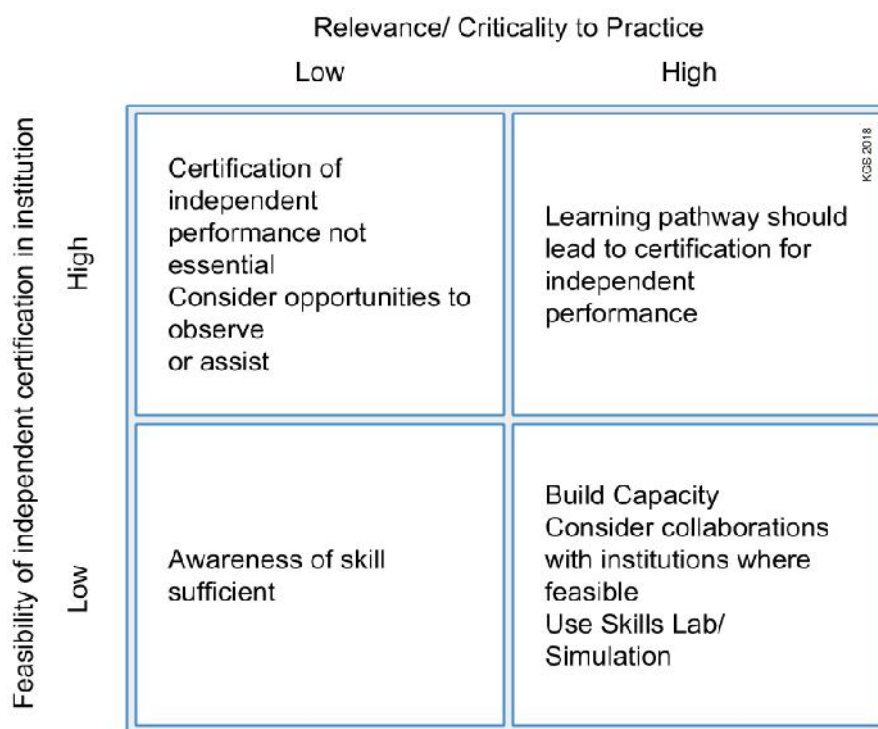 Relevance/ Criticality to Practice
Low
High
Feasibility of independent certification in institution
High
Certification of
independent
performance not
essential
Consider opportunities to
observe
or assist
Learning pathway should
lead to certification for
independent
performance
KGS 2018
Low
Awareness of skill
sufficient
Build Capacity
Consider collaborations
with institutions where
feasible
Use Skills Lab/
Simulation